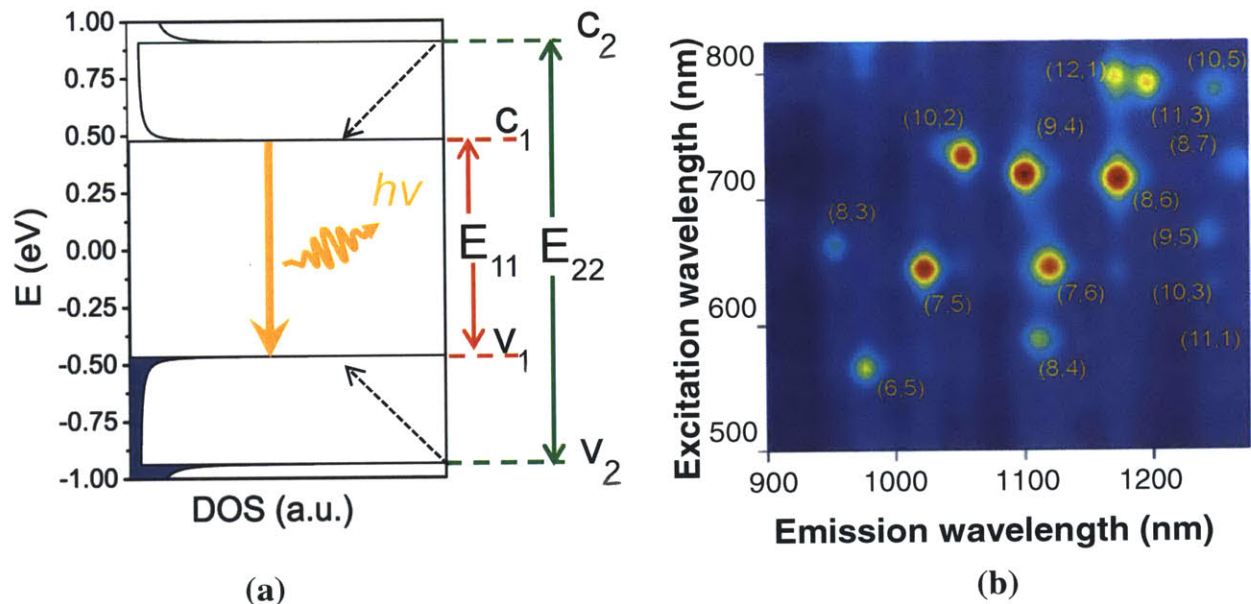 1.00
0.75
0.50
0.25
0.00
-0.25
-0.50
-0.75
-1.00
E (eV)
DOS (a.u.)
C2
C1
hν
E11
E22
V1
V2
(a)
Excitation wavelength (nm)
800
700
600
500
900 1000 1100 1200
Emission wavelength (nm)
(12,1)
(10,5)
(11,3)
(10,2)
(9,4)
(8,7)
(8,6)
(8,3)
(9,5)
(7,5)
(7,6)
(10,3)
(11,1)
(8,4)
(6,5)
(b)